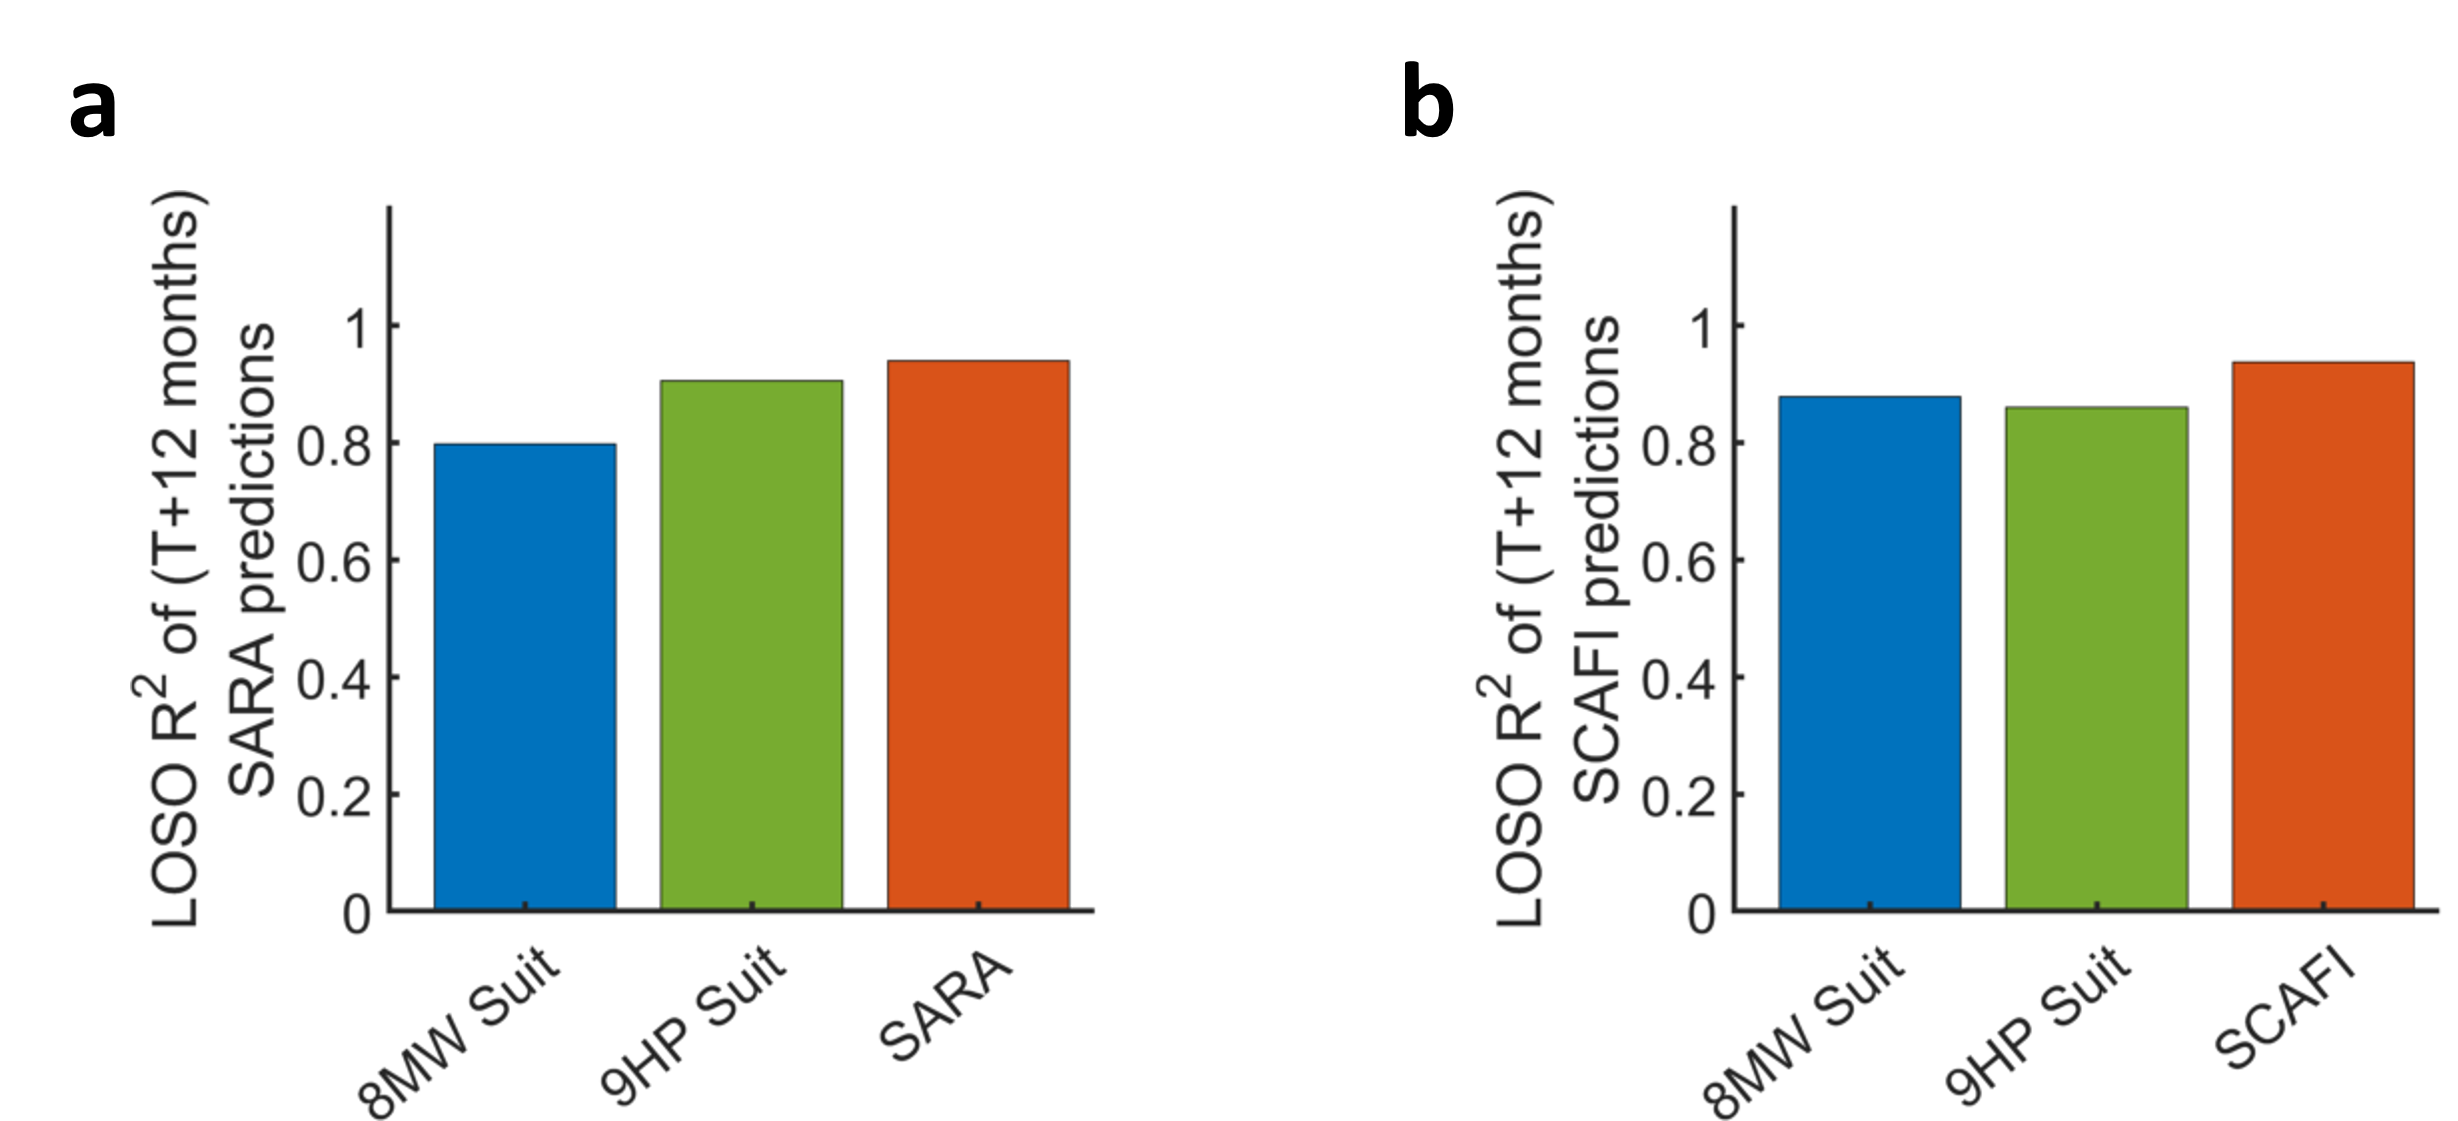 a
LOSO R² of (T+12 months)
SARA predictions
1
0.8
0.6
0.4
0.2
0
8MW Suit
9HP Suit
SARA
b
LOSO R² of (T+12 months)
SCAFI predictions
1
0.8
0.6
0.4
0.2
0
8MW Suit
9HP Suit
SCAFI